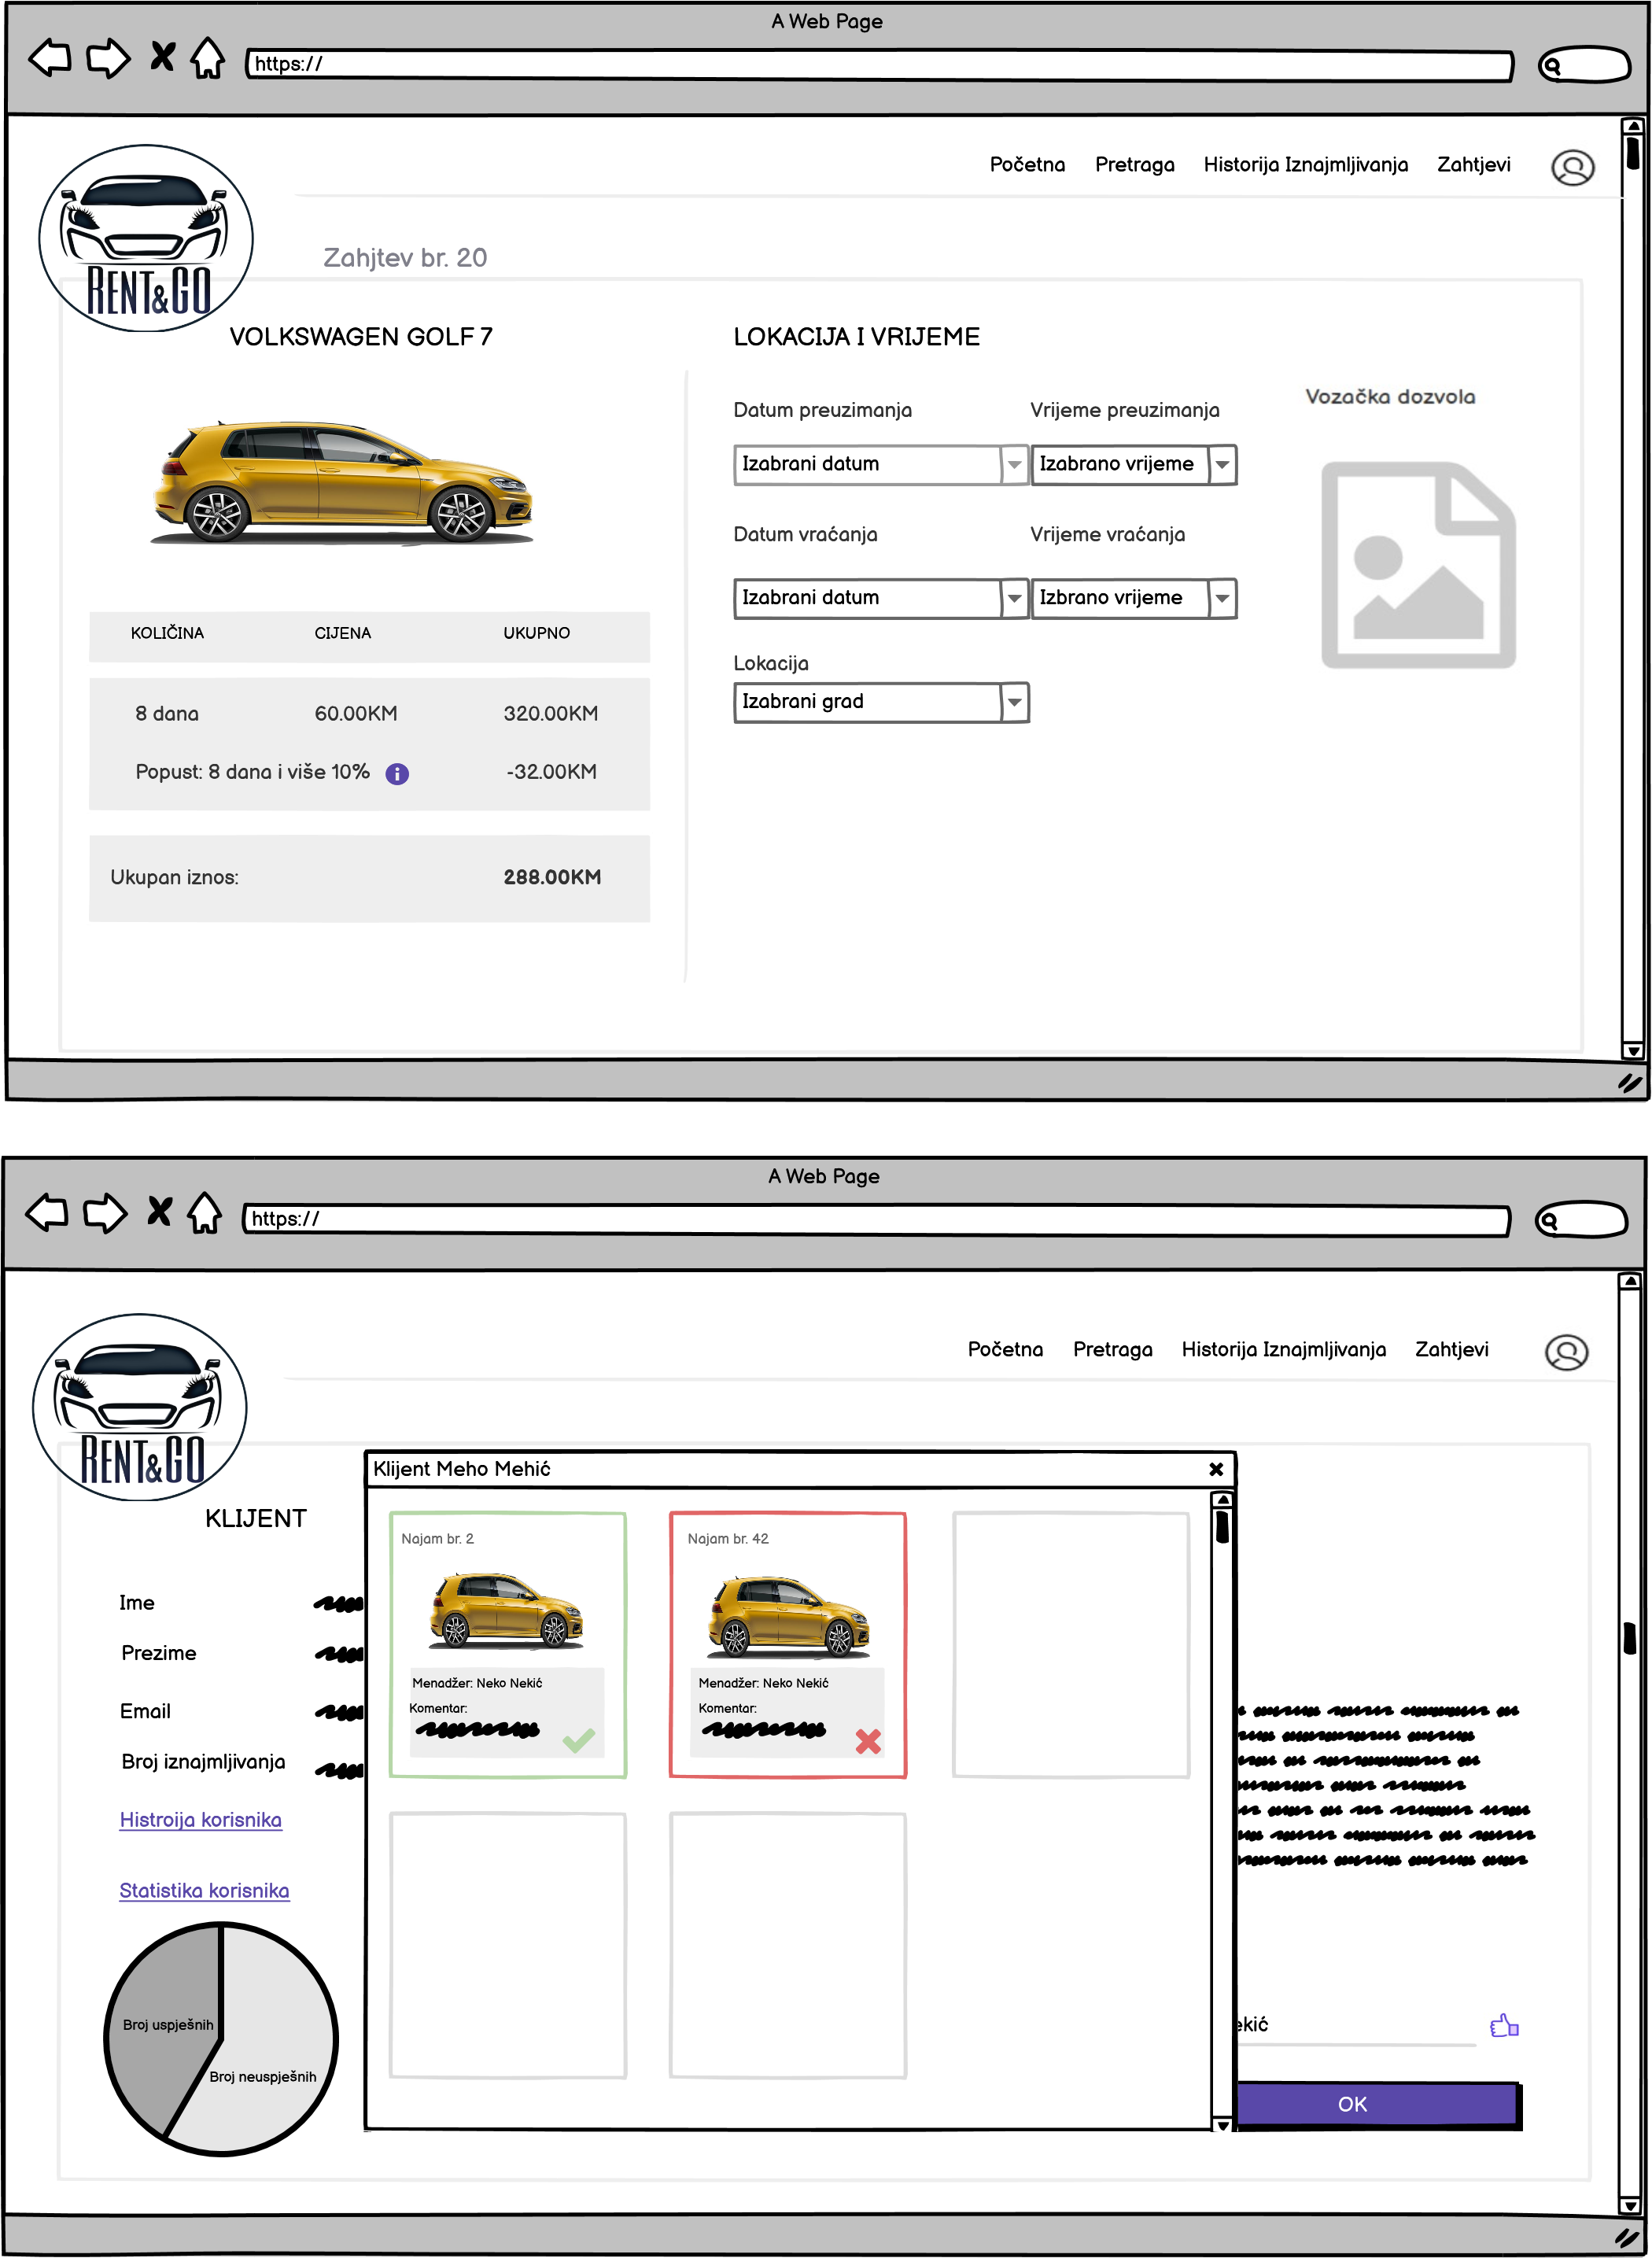 A Web Page
https://
Početna Pretraga Historija Iznajmljivanja Zahtjevi
RENT&GO
Zahjtev br. 20
VOLKSWAGEN GOLF 7
LOKACIJA I VRIJEME
Vozačka dozvola
Datum preuzimanja Vrijeme preuzimanja
Izabrani datum Izabrano vrijeme
Datum vraćanja Vrijeme vraćanja
Izabrani datum Izbrano vrijeme
Lokacija
Izabrani grad
KOLIČINA CIJENA UKUPNO
8 dana 60.00KM 320.00KM
Popust: 8 dana i više 10% i -32.00KM
Ukupan iznos: 288.00KM
A Web Page
https://
Početna Pretraga Historija Iznajmljivanja Zahtjevi
RENT&GO
KLIJENT
Ime
Prezime
Email
Broj iznajmljivanja
Histroija korisnika
Statistika korisnika
Broj uspješnih
Broj neuspješnih
Klijent Meho Mehić
Najam br. 2
Menadžer: Neko Nekić
Komentar:
Najam br. 42
Menadžer: Neko Nekić
Komentar:
ekić
OK